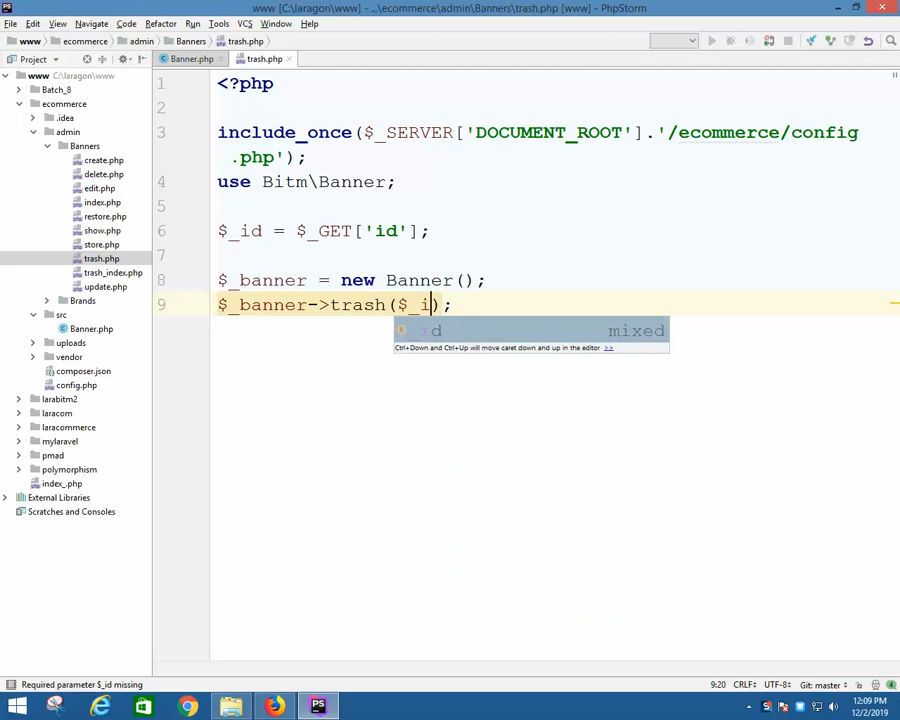 www [C:\laragon\www] - ...\ecommerce\admin\Banners\trash.php [www] - PhpStorm
File Edit View Navigate Code Refactor Run Tools VCS Window Help
www ecommerce admin Banners trash.php
Project
Banner.php trash.php
www C:\laragon\www
Batch_8
ecommerce
.idea
admin
Banners
create.php
delete.php
edit.php
index.php
restore.php
show.php
store.php
trash.php
trash_index.php
update.php
Brands
src
Banner.php
uploads
vendor
composer.json
config.php
larabitm2
laracom
laracommerce
mylaravel
pmad
polymorphism
index_.php
External Libraries
Scratches and Consoles
1 <?php
2
3 include_once($_SERVER['DOCUMENT_ROOT'].'/ecommerce/config
.php');
4 use Bitm\Banner;
5
6 $_id = $_GET['id'];
7
8 $_banner = new Banner();
9 $_banner->trash($_i);
_id mixed
Ctrl+Down and Ctrl+Up will move caret down and up in the editor >>
Required parameter $_id missing
9:20 CRLF UTF-8 Git: master
12:09 PM
12/2/2019